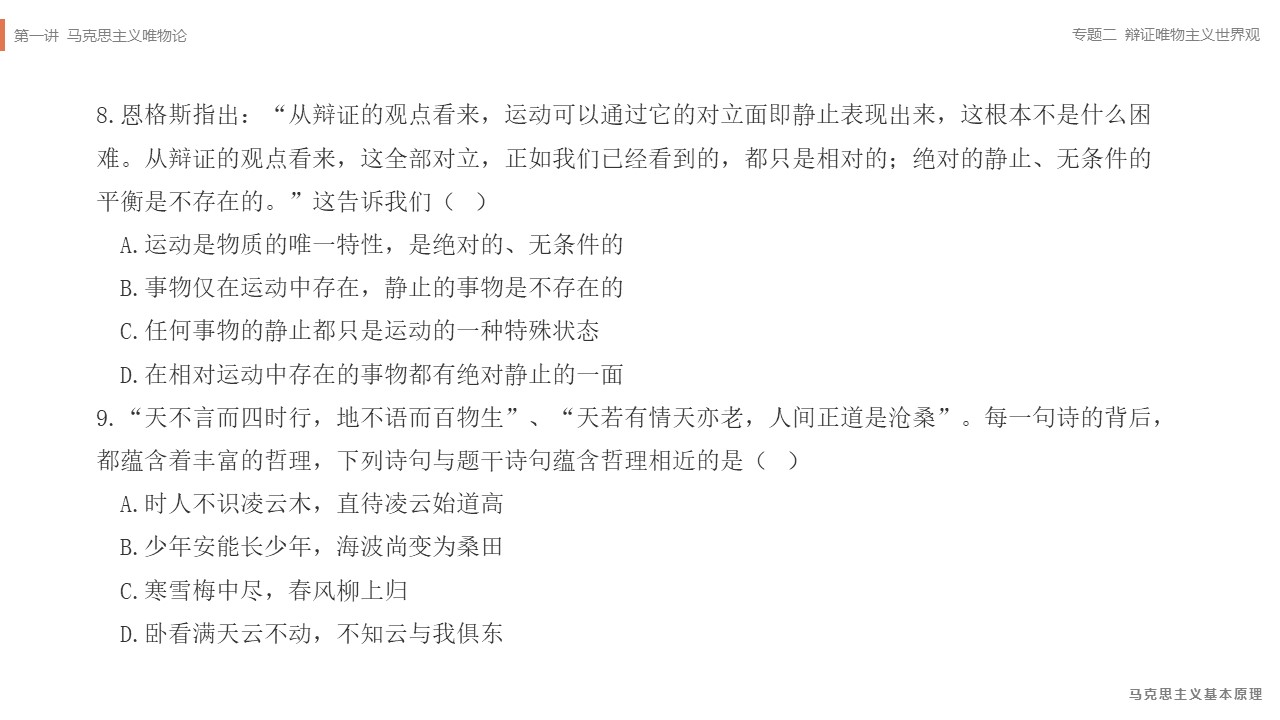 第一讲 马克思主义唯物论
专题二 辩证唯物主义世界观
8.恩格斯指出：“从辩证的观点看来，运动可以通过它的对立面即静止表现出来，这根本不是什么困
难。从辩证的观点看来，这全部对立，正如我们已经看到的，都只是相对的；绝对的静止、无条件的
平衡是不存在的。”这告诉我们（ ）
A.运动是物质的唯一特性，是绝对的、无条件的
B.事物仅在运动中存在，静止的事物是不存在的
C.任何事物的静止都只是运动的一种特殊状态
D.在相对运动中存在的事物都有绝对静止的一面
9.“天不言而四时行，地不语而百物生”、“天若有情天亦老，人间正道是沧桑”。每一句诗的背后，
都蕴含着丰富的哲理，下列诗句与题干诗句蕴含哲理相近的是（ ）
A.时人不识凌云木，直待凌云始道高
B.少年安能长少年，海波尚变为桑田
C.寒雪梅中尽，春风柳上归
D.卧看满天云不动，不知云与我俱东
马克思主义基本原理